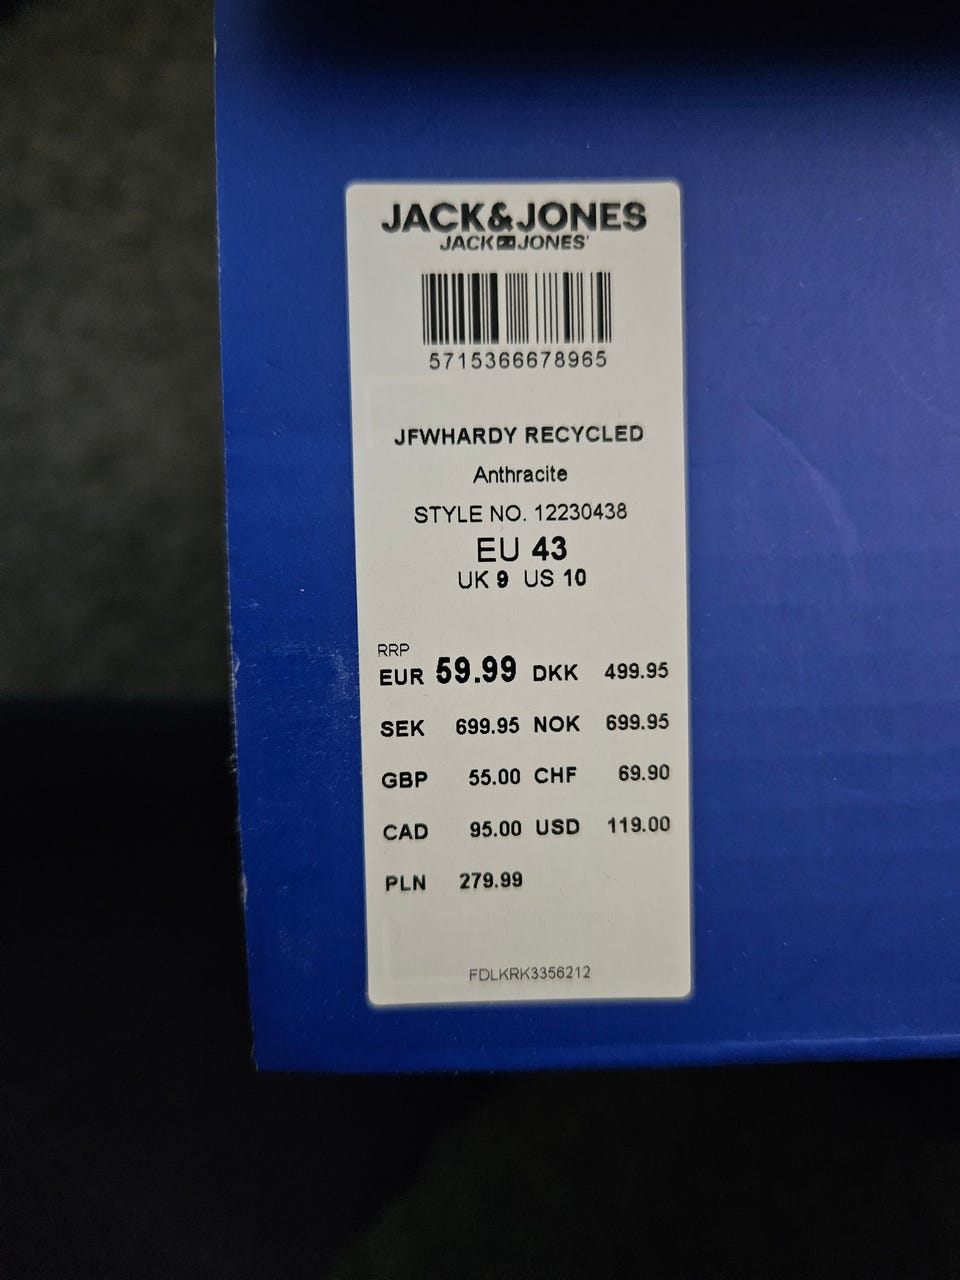 JACK&JONES
JACK JONES
5715366678965
JFWHARDY RECYCLED
Anthracite
STYLE NO. 12230438
EU 43
UK 9 US 10
RRP
EUR 59.99 DKK 499.95
SEK 699.95 NOK 699.95
GBP 55.00 CHF 69.90
CAD 95.00 USD 119.00
PLN 279.99
FDLKRK3356212